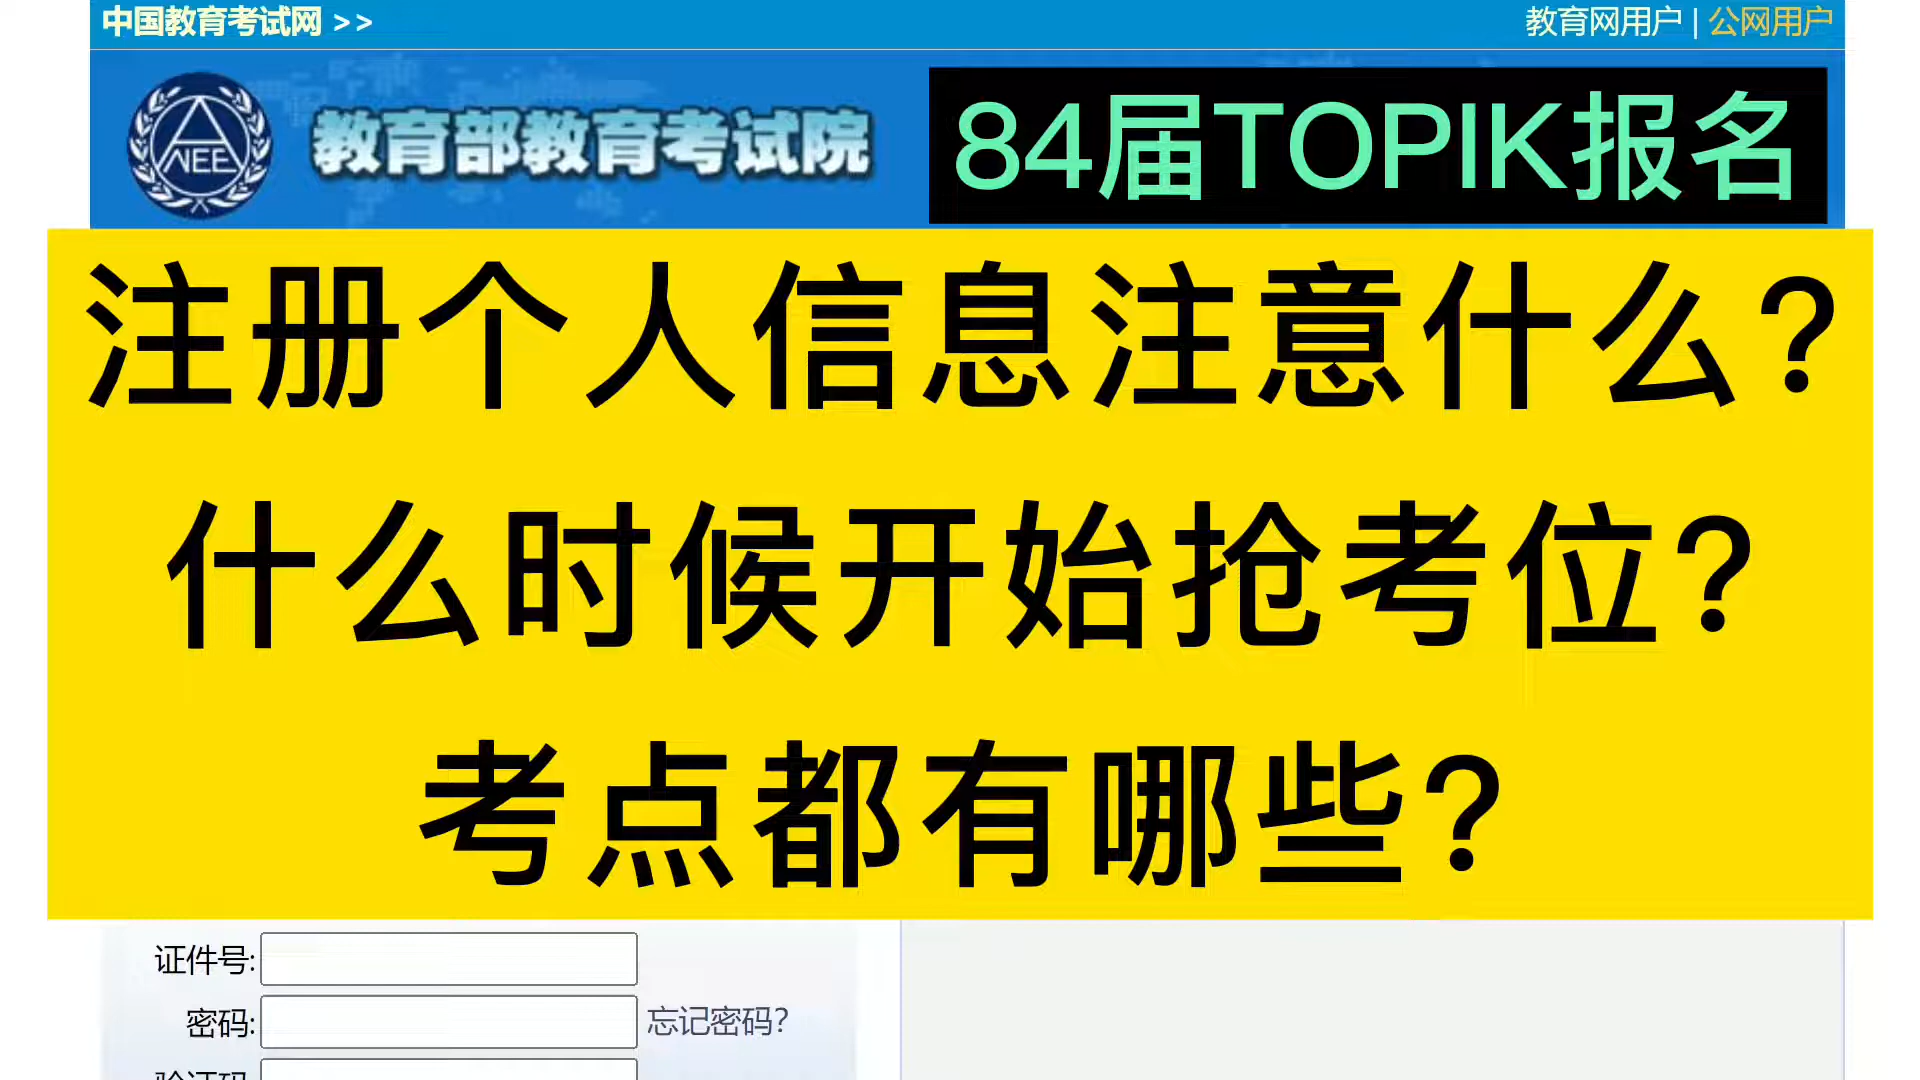 中国教育考试网 >>
教育网用户 | 公网用户
NEEA
教育部教育考试院
84届TOPIK报名
注册个人信息注意什么?
什么时候开始抢考位?
考点都有哪些?
证件号:
密码:
忘记密码?
验证码